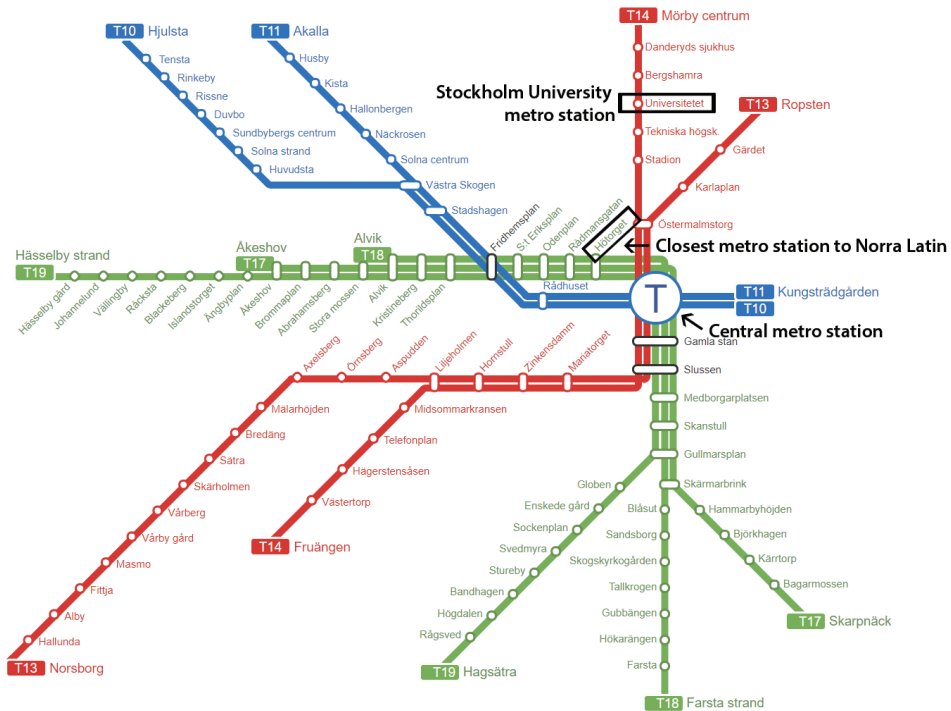 T10 Hjulsta
T11 Akalla
T14 Mörby centrum
Danderyds sjukhus
Bergshamra
Stockholm University
metro station
Universitetet
T13 Ropsten
Tekniska högsk.
Stadion
Gärdet
Karlaplan
Östermalmstorg
Tensta
Rinkeby
Rissne
Duvbo
Sundbybergs centrum
Solna strand
Huvudsta
Husby
Kista
Hallonbergen
Näckrosen
Solna centrum
Västra Skogen
Stadshagen
Fridhemsplan
S:t Eriksplan
Odenplan
Rådmansgatan
Hötorget
Closest metro station to Norra Latin
Hässelby strand
T19
Åkeshov
T17
Alvik
T18
Hässelby gård
Johannelund
Vällingby
Råcksta
Blackeberg
Islandstorget
Ängbyplan
Åkeshov
Brommaplan
Abrahamsberg
Stora mossen
Alvik
Kristineberg
Thorildsplan
Rådhuset
T
T11 Kungsträdgården
T10
Central metro station
Gamla stan
Slussen
Medborgarplatsen
Skanstull
Gullmarsplan
Skärmarbrink
Axelsberg
Örnsberg
Aspudden
Liljeholmen
Hornstull
Zinkensdamm
Mariatorget
Mälarhöjden
Bredäng
Sätra
Skärholmen
Vårberg
Vårby gård
Masmo
Fittja
Alby
Hallunda
T13 Norsborg
Midsommarkransen
Telefonplan
Hägerstensåsen
Västertorp
T14 Fruängen
Globen
Enskede gård
Sockenplan
Svedmyra
Stureby
Bandhagen
Högdalen
Rågsved
T19 Hagsätra
Blåsut
Sandsborg
Skogskyrkogården
Tallkrogen
Gubbängen
Hökarängen
Farsta
T18 Farsta strand
Hammarbyhöjden
Björkhagen
Kärrtorp
Bagarmossen
T17 Skarpnäck